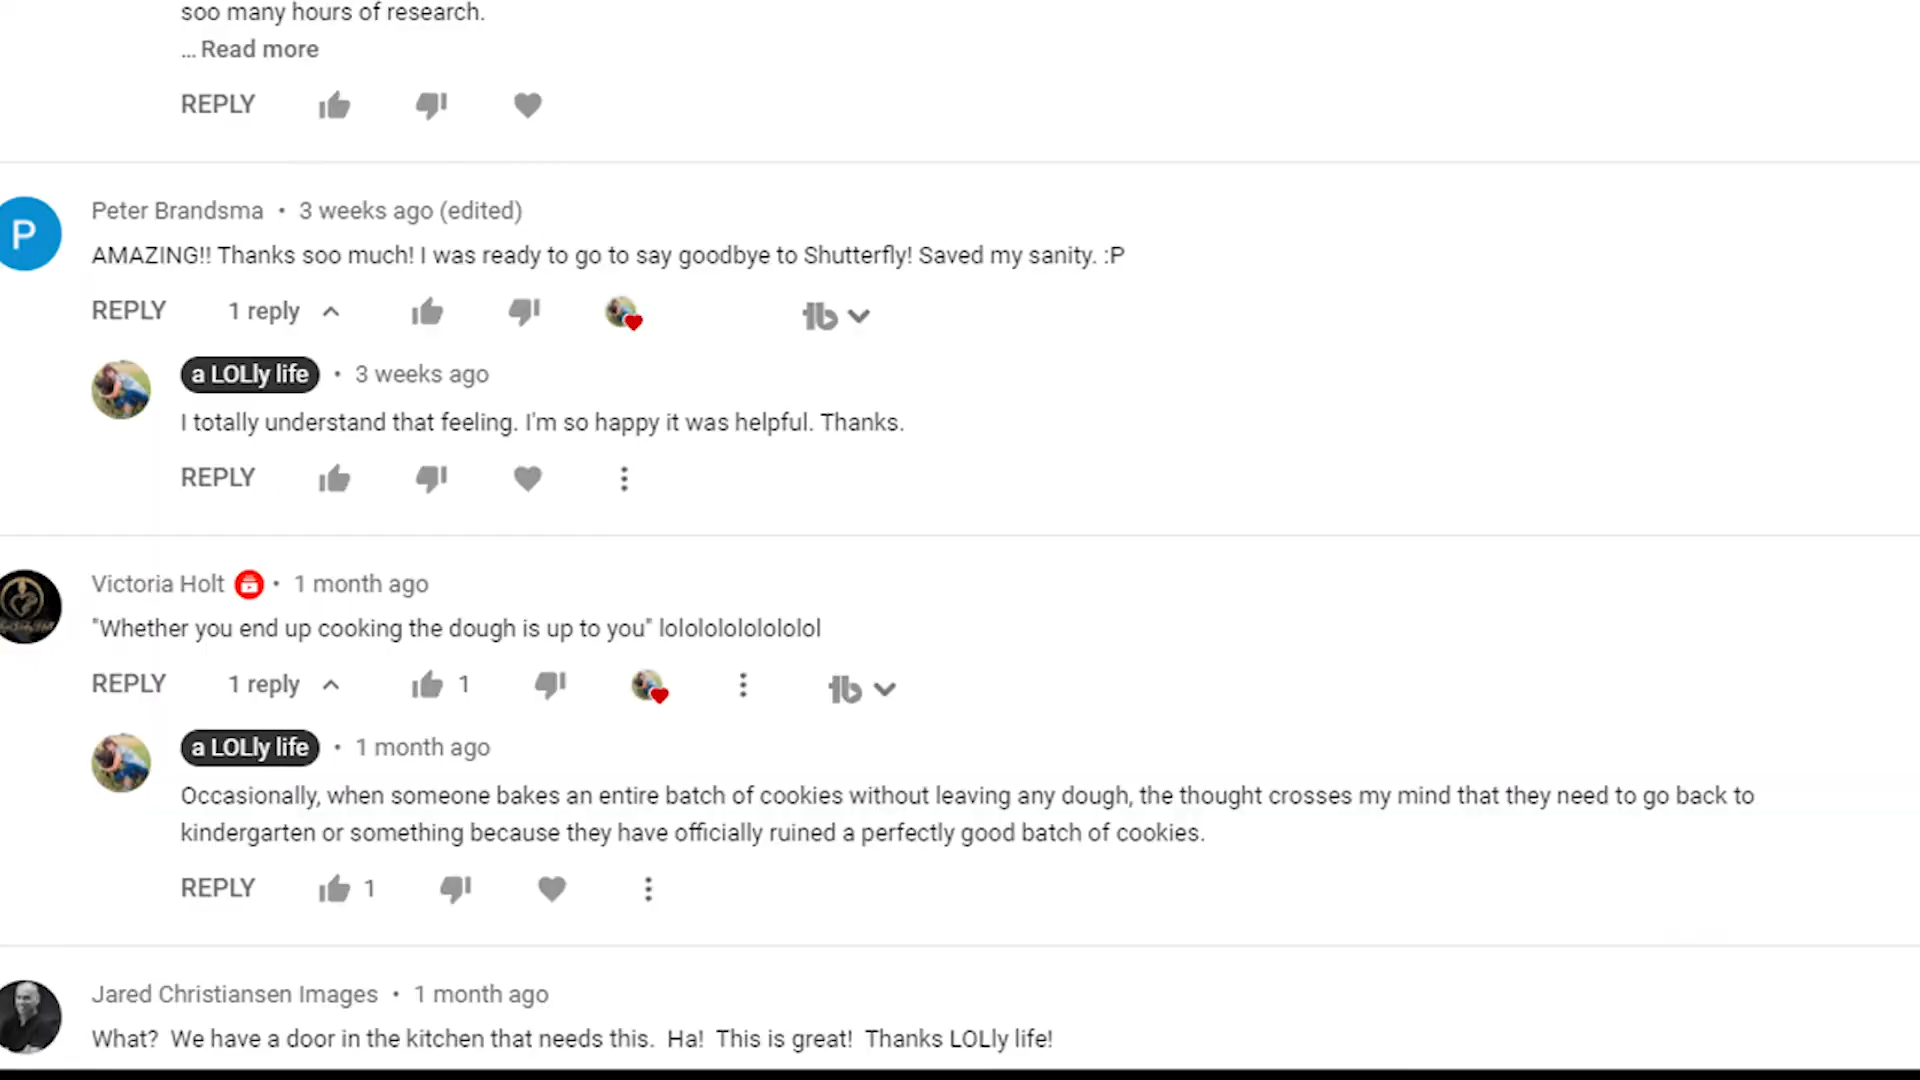 soo many hours of research.
... Read more
REPLY
P
Peter Brandsma • 3 weeks ago (edited)
AMAZING!! Thanks soo much! I was ready to go to say goodbye to Shutterfly! Saved my sanity. :P
REPLY 1 reply
a LOLly life • 3 weeks ago
I totally understand that feeling. I'm so happy it was helpful. Thanks.
REPLY
Victoria Holt • 1 month ago
"Whether you end up cooking the dough is up to you" lolololololololol
REPLY 1 reply 1
a LOLly life • 1 month ago
Occasionally, when someone bakes an entire batch of cookies without leaving any dough, the thought crosses my mind that they need to go back to
kindergarten or something because they have officially ruined a perfectly good batch of cookies.
REPLY 1
Jared Christiansen Images • 1 month ago
What? We have a door in the kitchen that needs this. Ha! This is great! Thanks LOLly life!